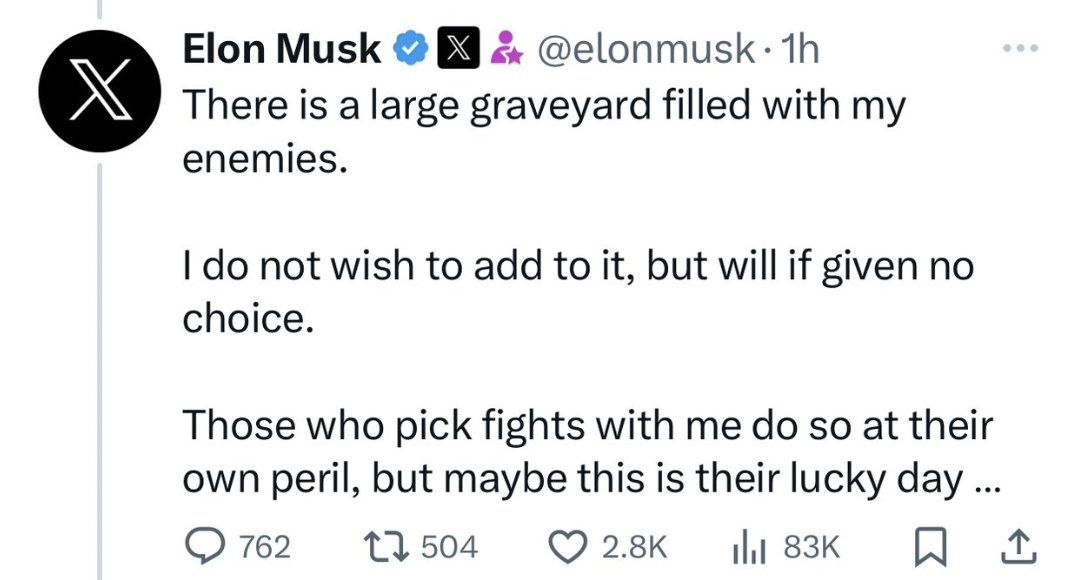 Elon Musk @elonmusk · 1h
There is a large graveyard filled with my
enemies.
I do not wish to add to it, but will if given no
choice.
Those who pick fights with me do so at their
own peril, but maybe this is their lucky day ...
762 504 2.8K 83K